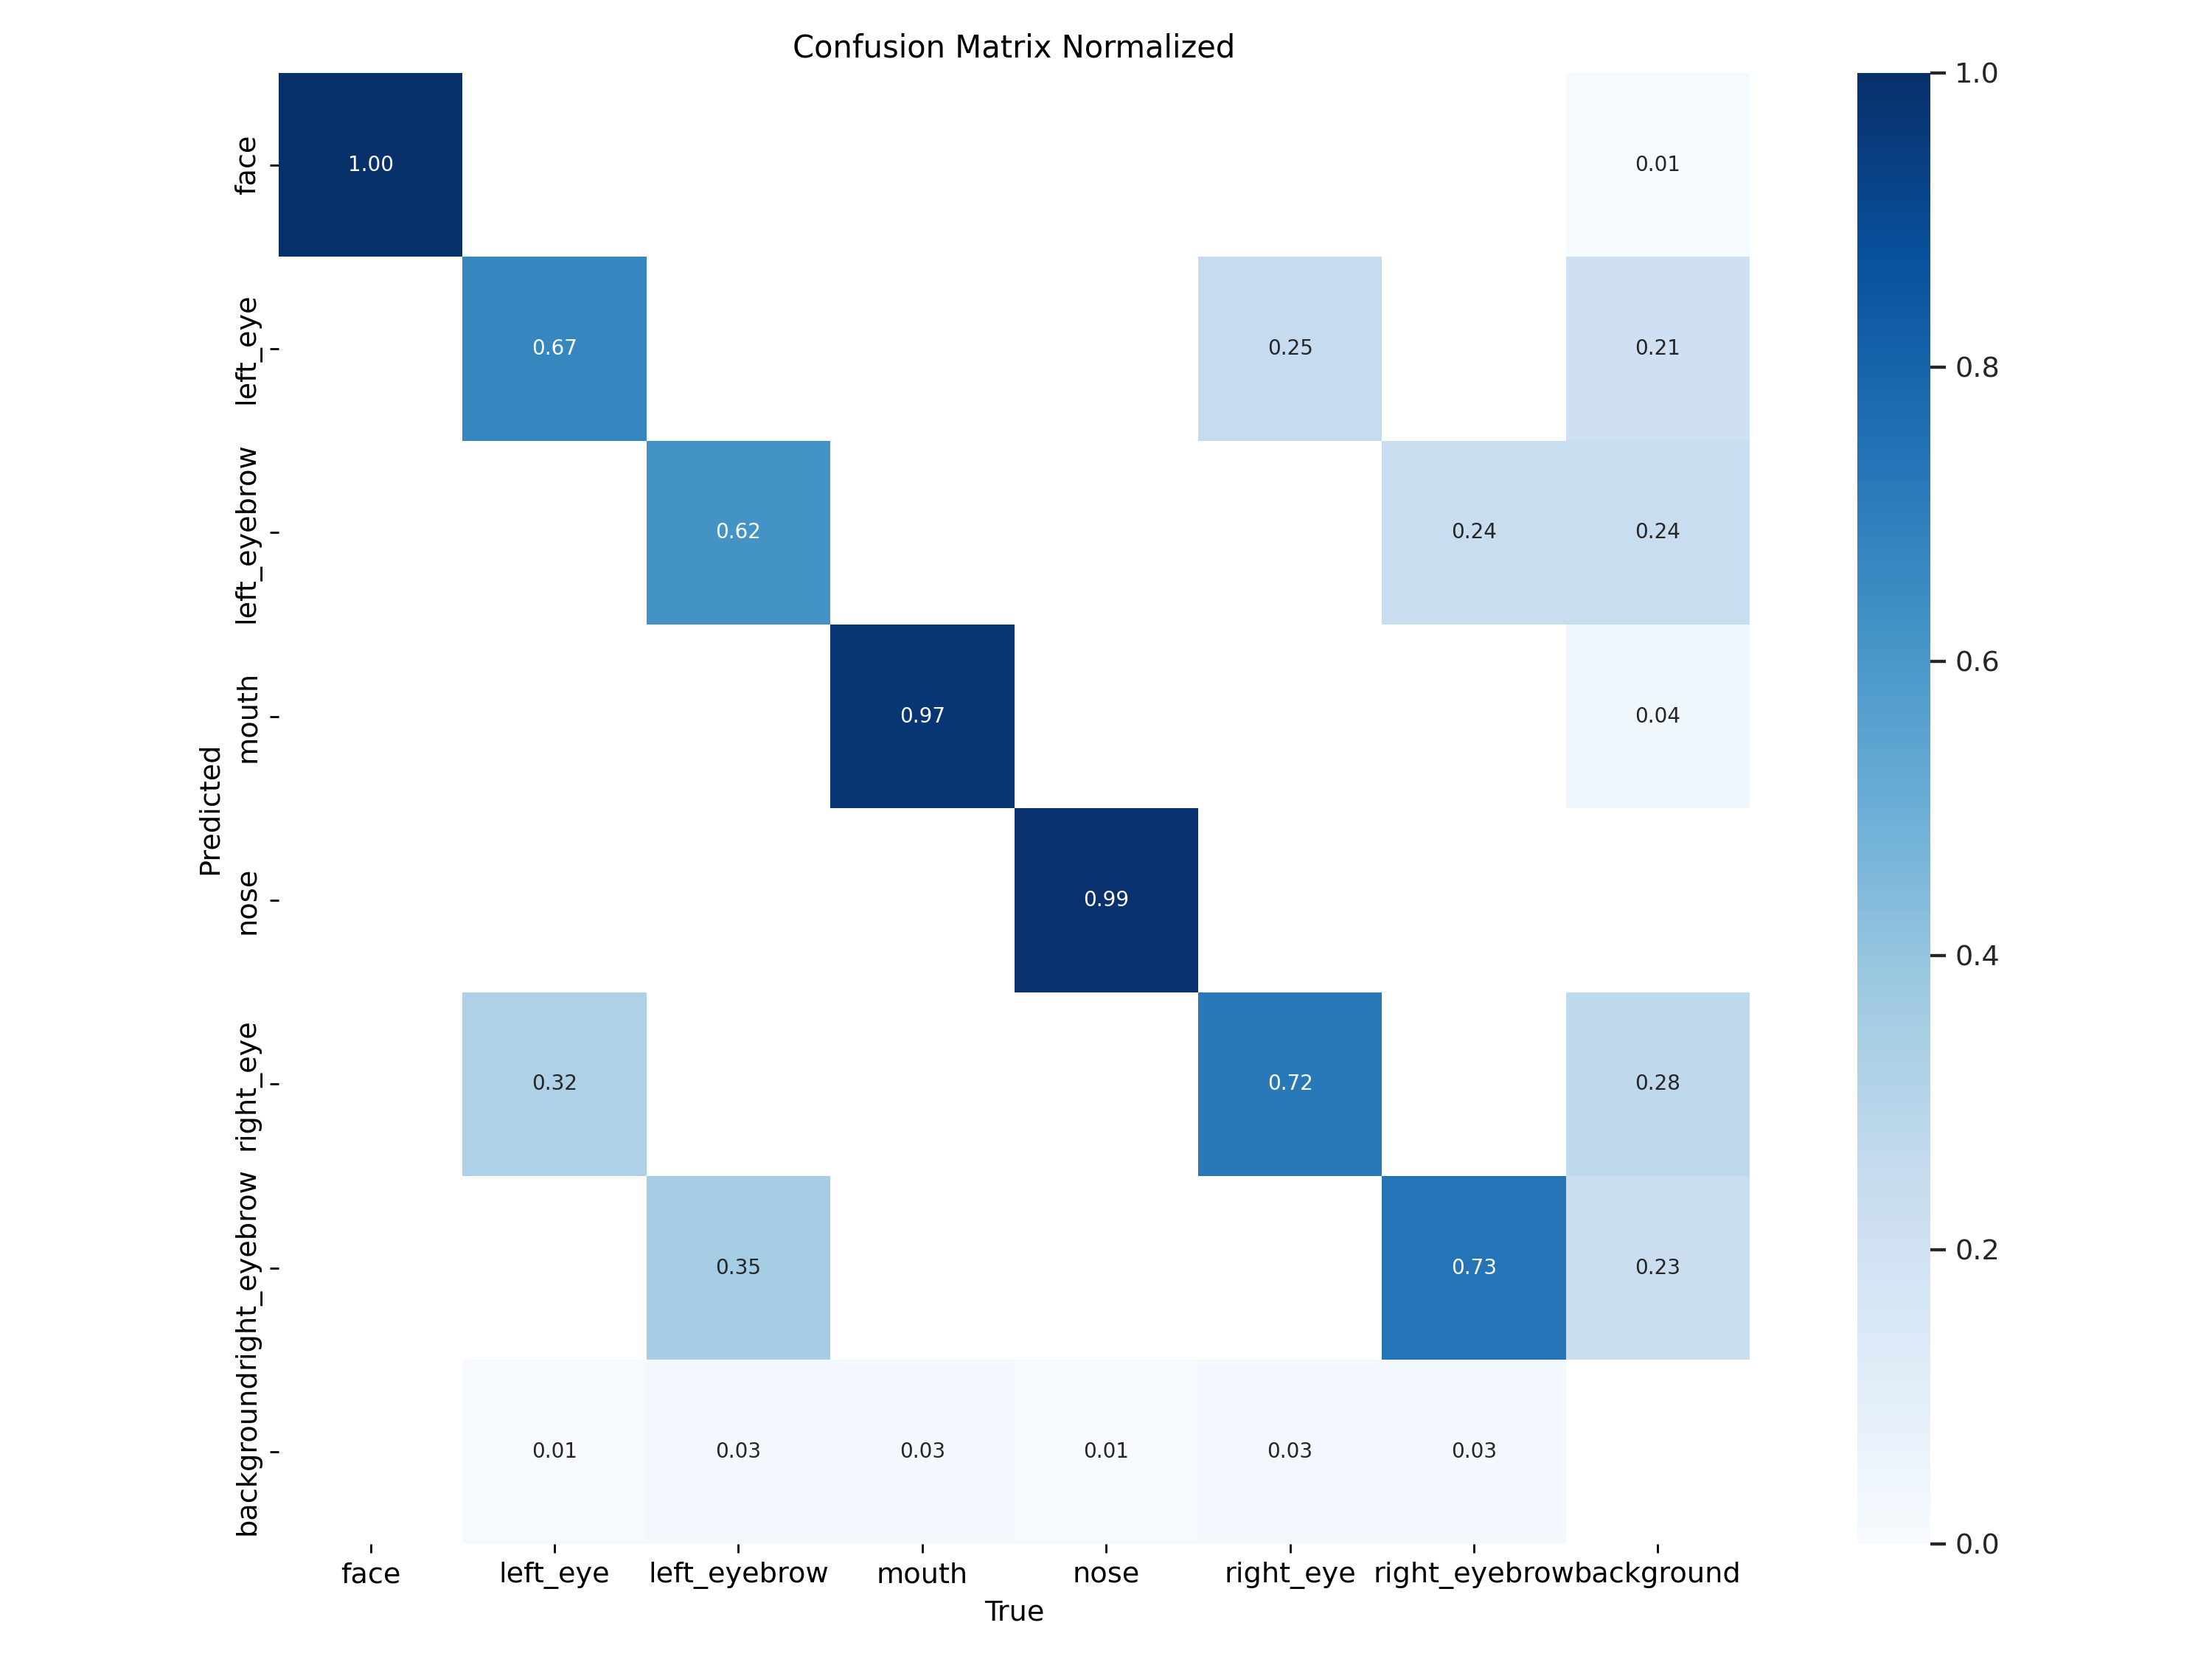 Confusion Matrix Normalized
face
1.00
0.01
1.0
left_eye
0.67
0.25
0.21
0.8
left_eyebrow
0.62
0.24
0.24
0.6
mouth
0.97
0.04
Predicted
nose
0.99
0.4
right_eye
0.32
0.72
0.28
right_eyebrow
0.35
0.73
0.23
0.2
background
0.01
0.03
0.03
0.01
0.03
0.03
0.0
face left_eye left_eyebrow mouth nose right_eye right_eyebrow background
True